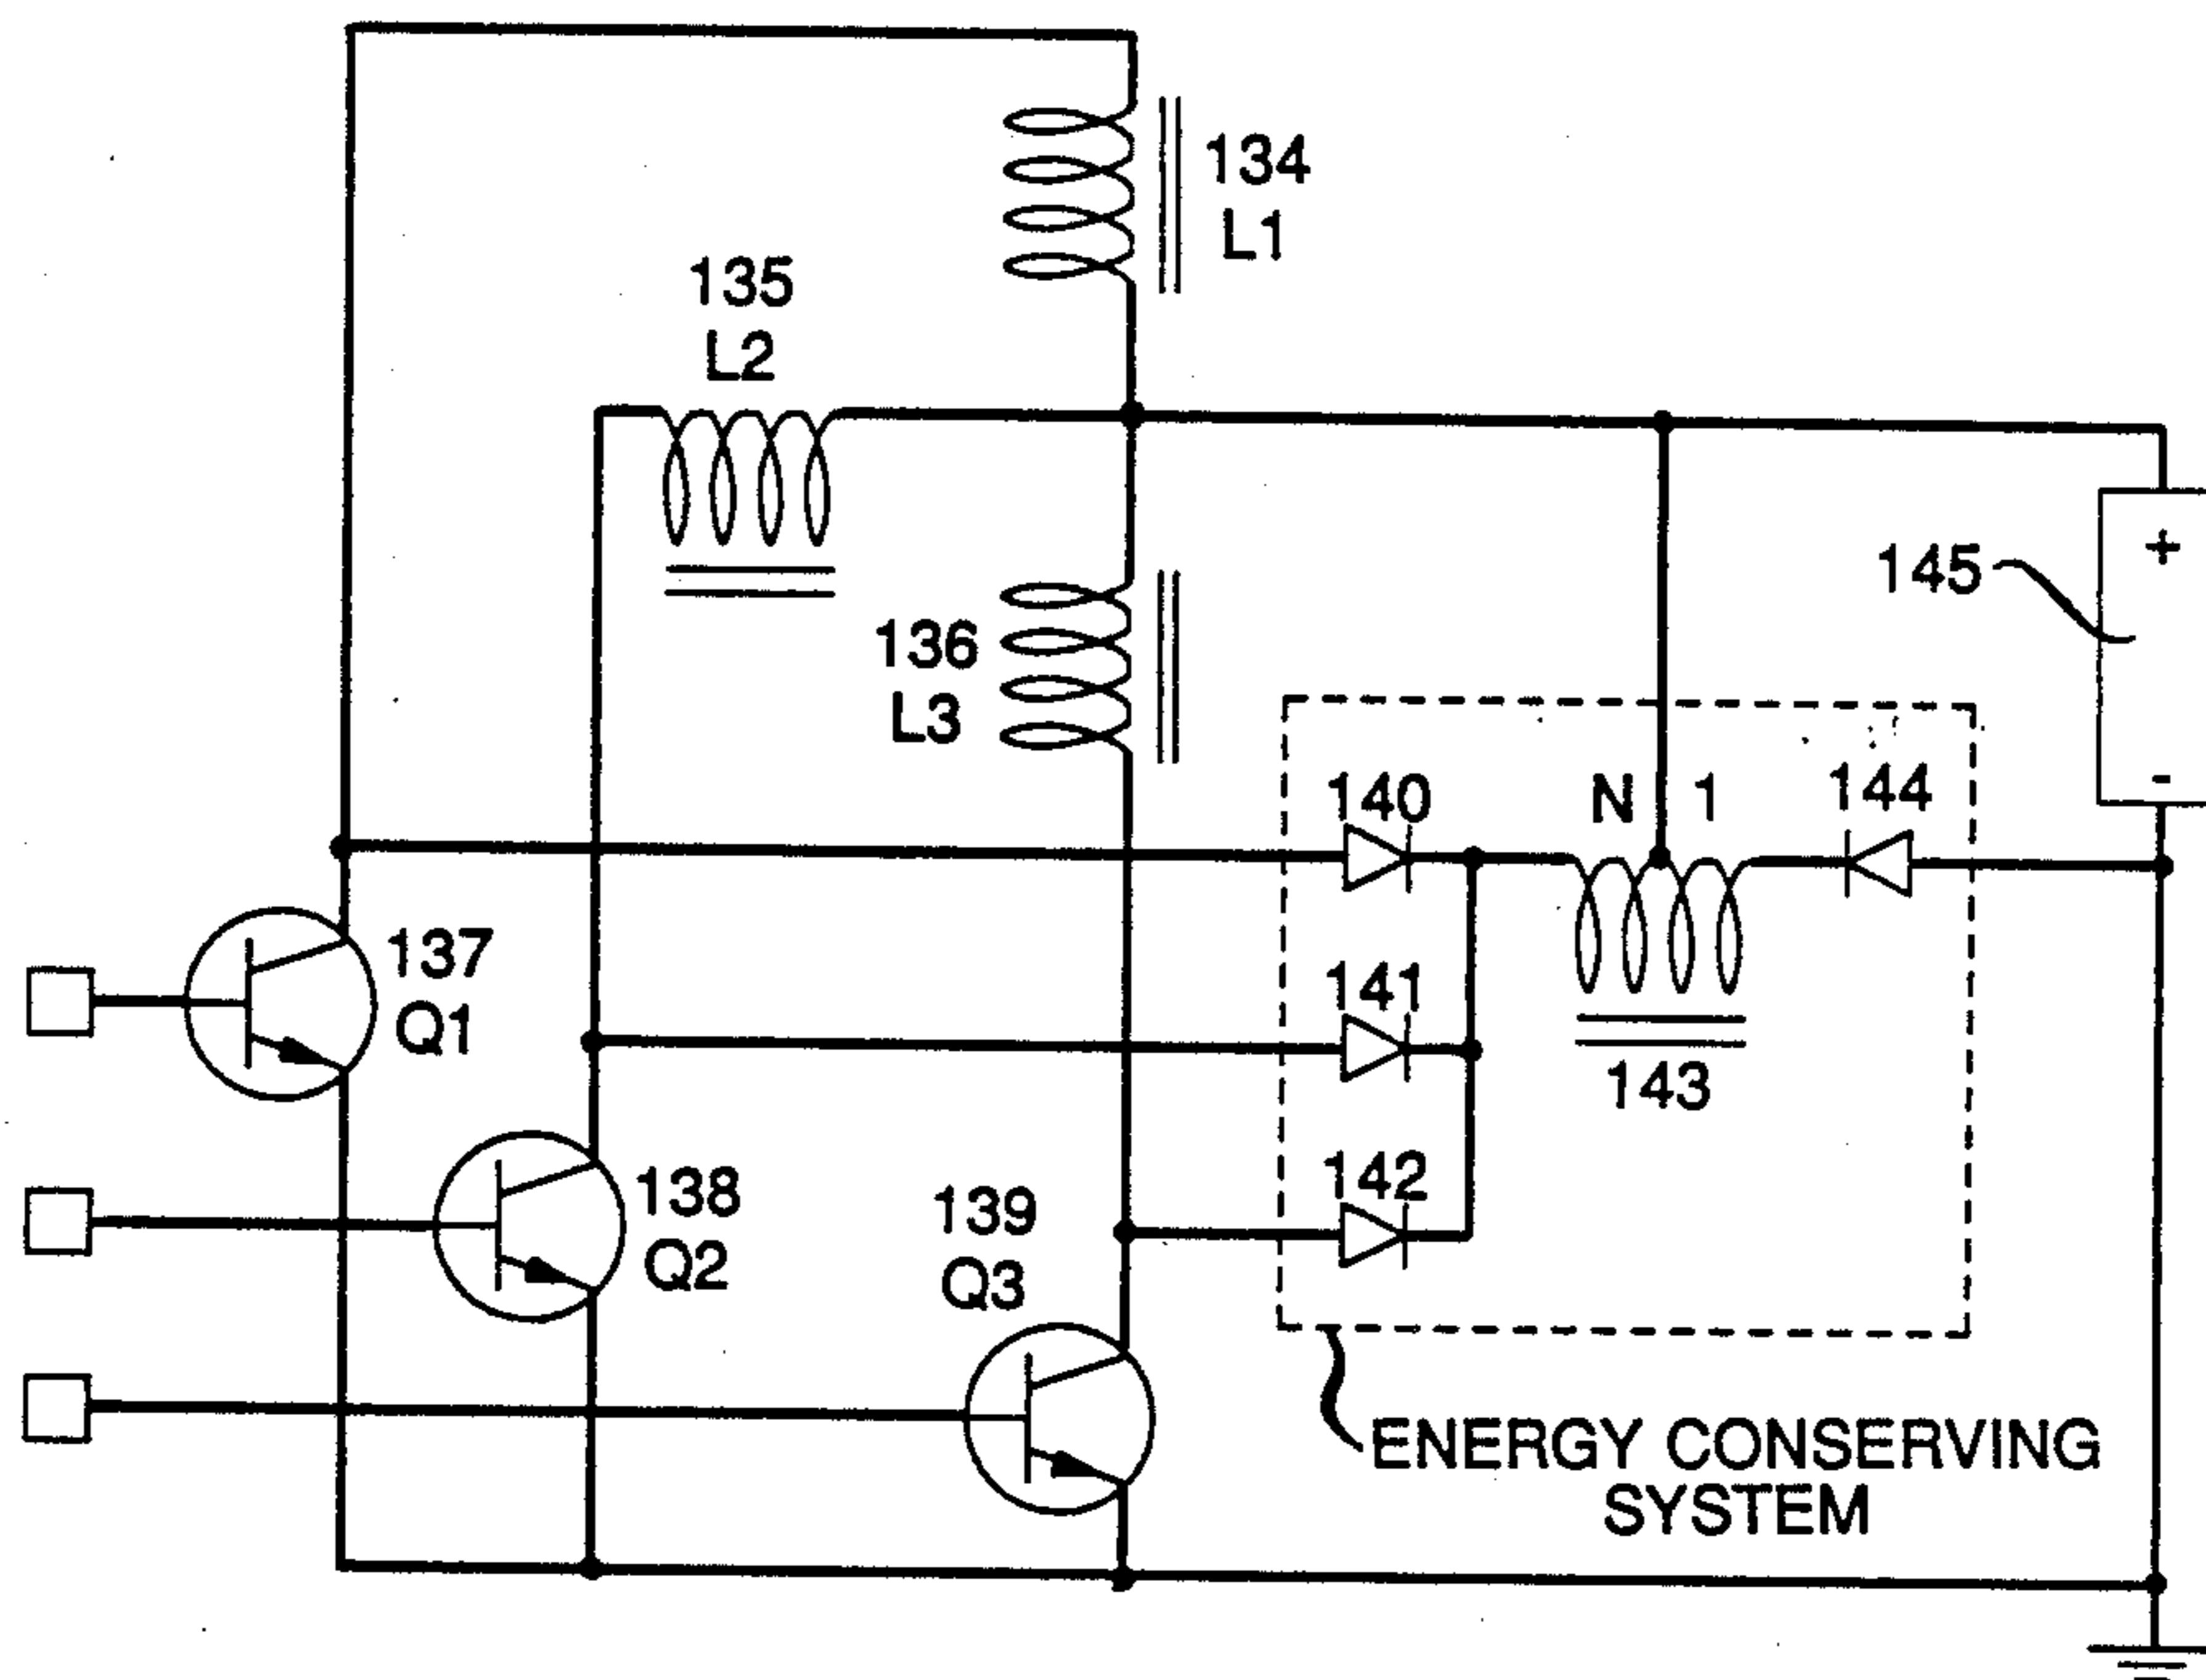 134
L1
135
L2
145
+
136
L3
-
140
N 1
144
137
Q1
141
143
138
Q2
142
139
Q3
ENERGY CONSERVING
SYSTEM